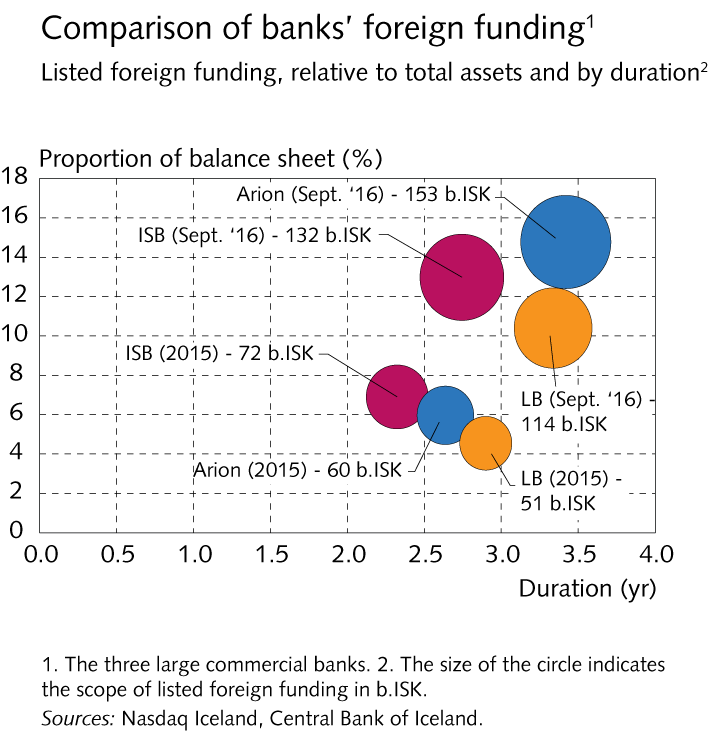 Comparison of banks’ foreign funding¹
Listed foreign funding, relative to total assets and by duration²
Proportion of balance sheet (%)
18
16
14
12
10
8
6
4
2
0
Arion (Sept. ‘16) - 153 b.ISK
ISB (Sept. ‘16) - 132 b.ISK
ISB (2015) - 72 b.ISK
LB (Sept. ‘16) -
114 b.ISK
Arion (2015) - 60 b.ISK
LB (2015) -
51 b.ISK
0.0 0.5 1.0 1.5 2.0 2.5 3.0 3.5 4.0
Duration (yr)
1. The three large commercial banks. 2. The size of the circle indicates
the scope of listed foreign funding in b.ISK.
Sources: Nasdaq Iceland, Central Bank of Iceland.